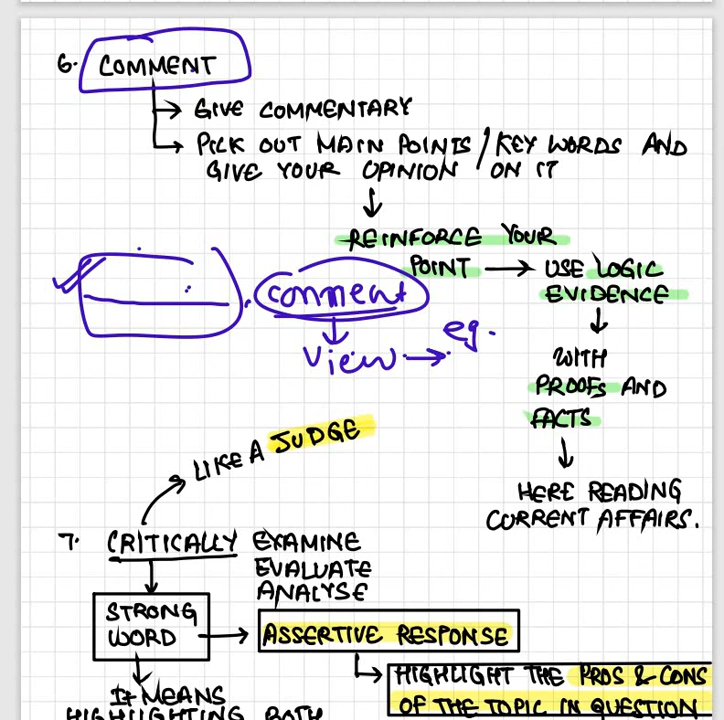 6. COMMENT
→ GIVE COMMENTARY
→ PICK OUT MAIN POINTS / KEY WORDS AND
GIVE YOUR OPINION ON IT
↓
REINFORCE YOUR
POINT → USE LOGIC
EVIDENCE
↓
WITH
PROOFS AND
FACTS
↓
HERE READING
CURRENT AFFAIRS.
. comment
↓
View → eg.
LIKE A JUDGE
7. CRITICALLY EXAMINE
EVALUATE
ANALYSE
STRONG
WORD → ASSERTIVE RESPONSE
→ HIGHLIGHT THE PROS & CONS
OF THE TOPIC IN QUESTION
IT MEANS
HIGHLIGHTING BOTH